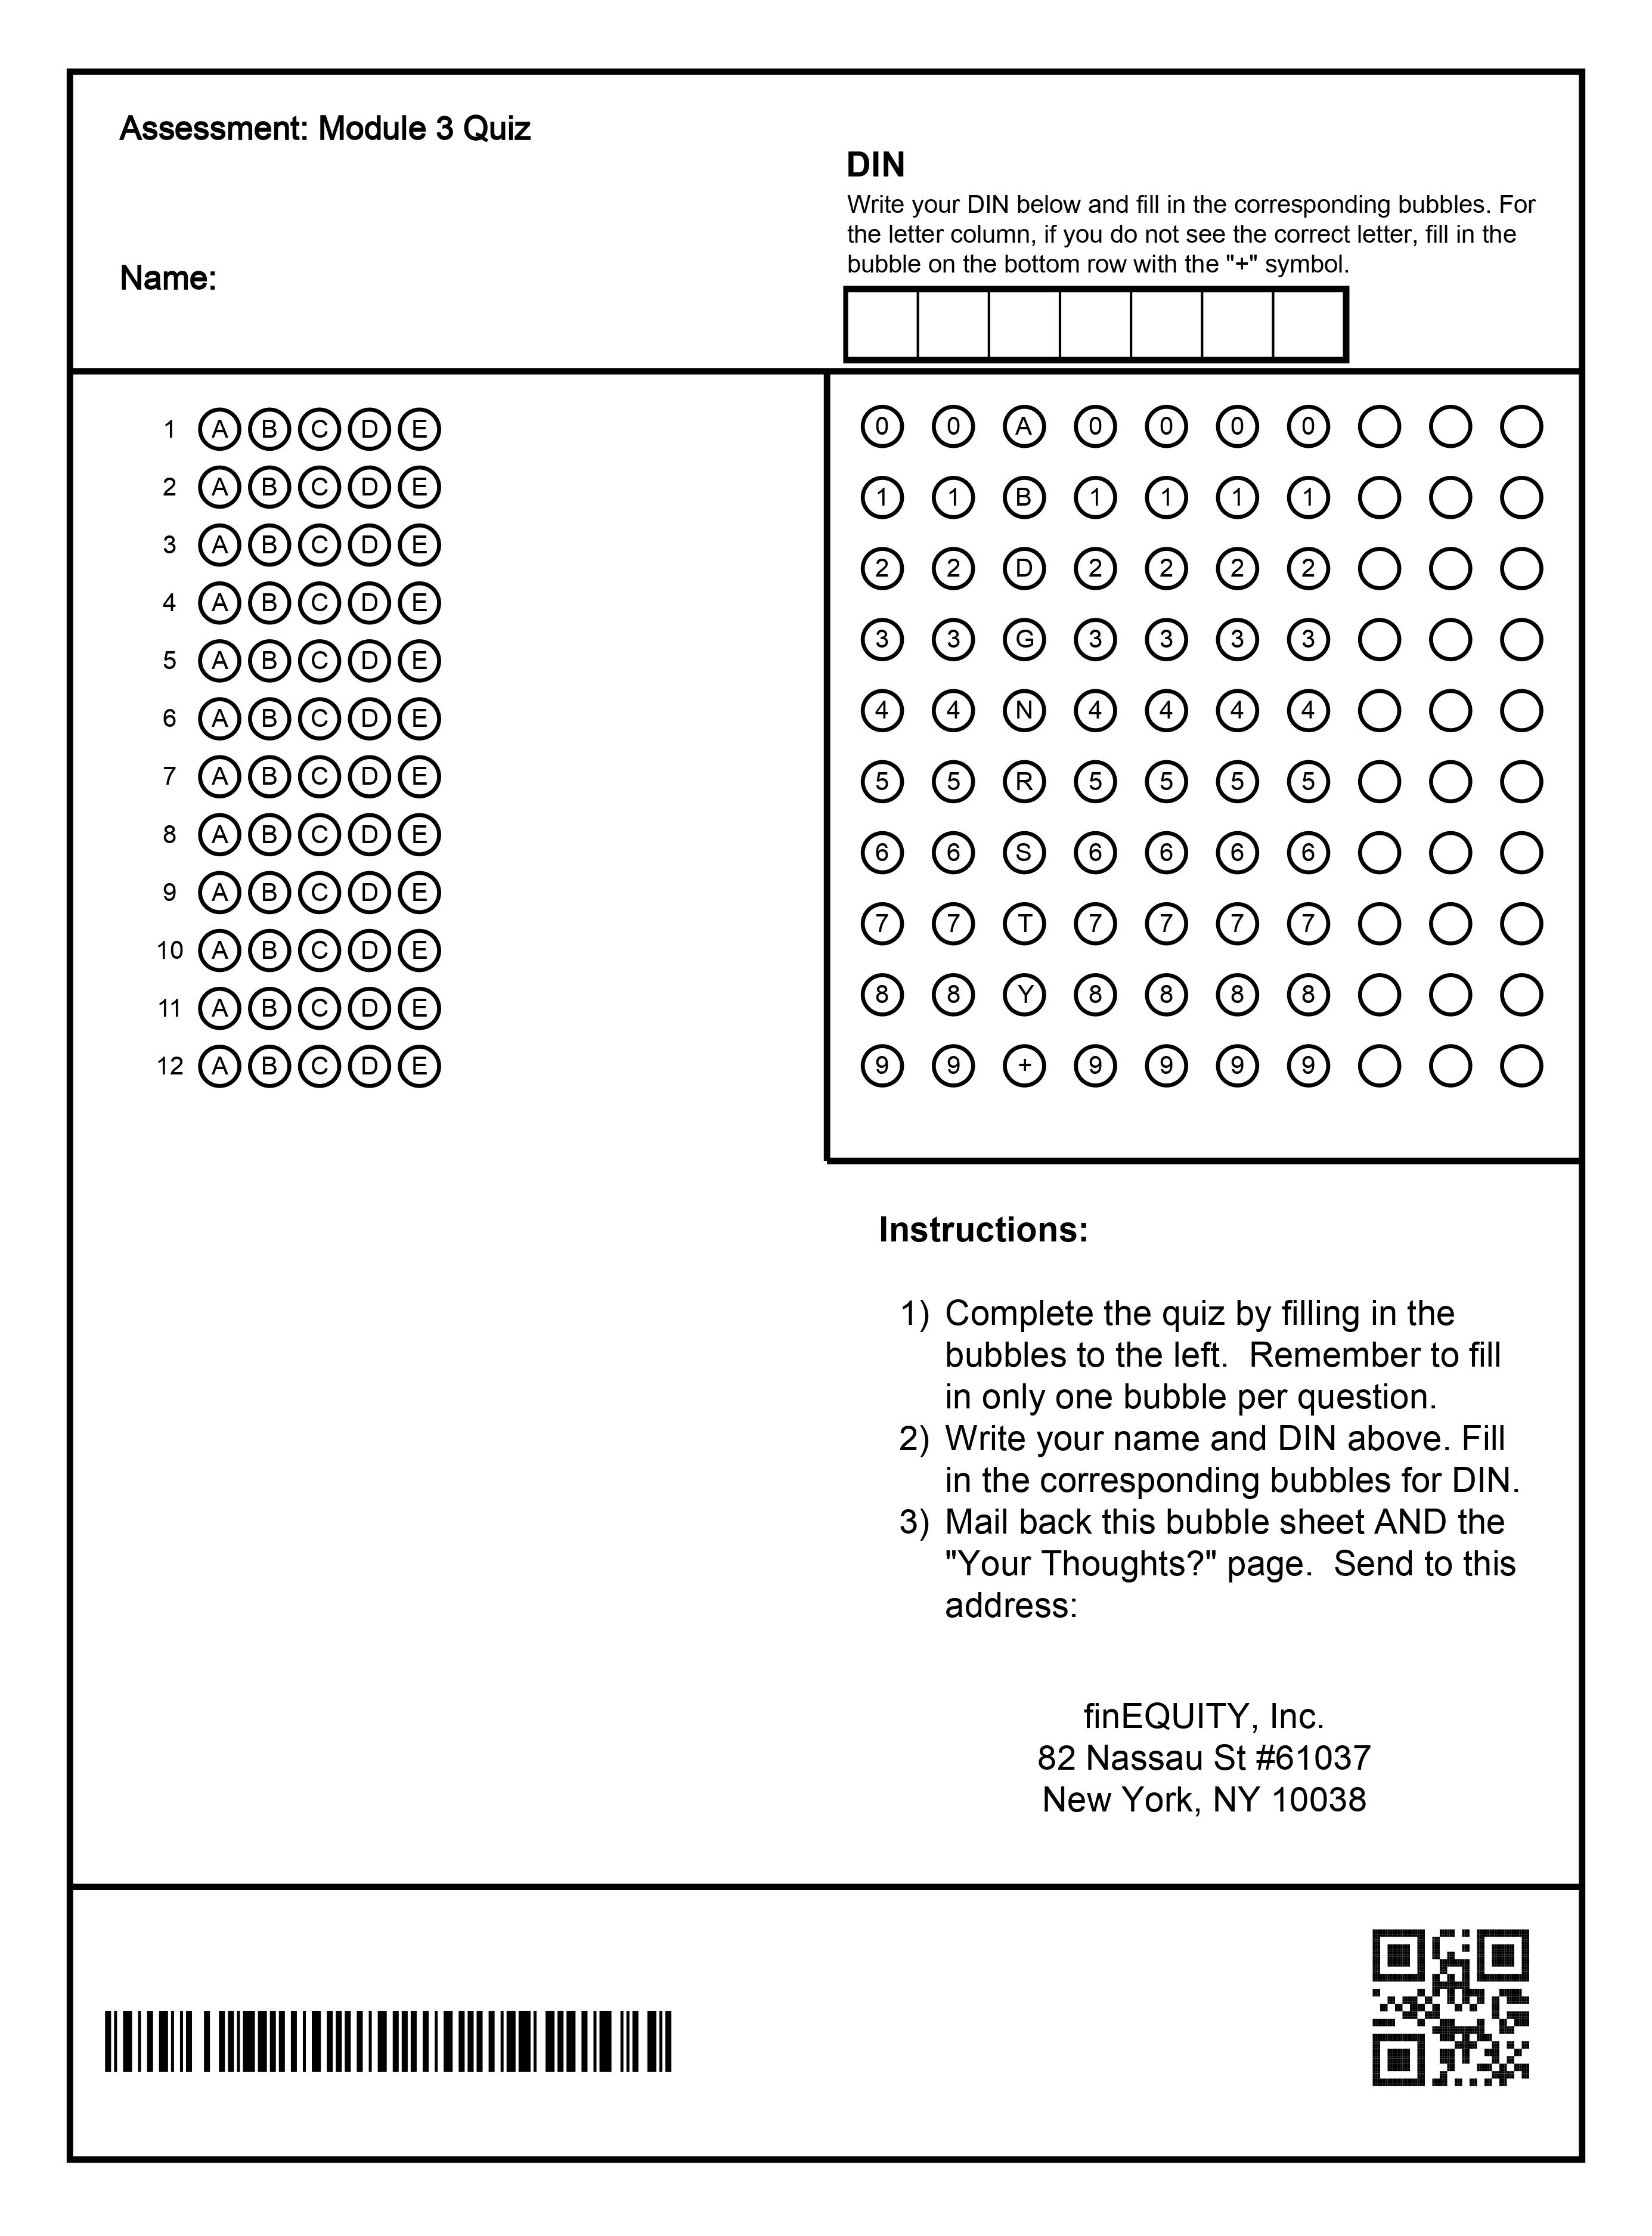 Assessment: Module 3 Quiz
DIN
Write your DIN below and fill in the corresponding bubbles. For
the letter column, if you do not see the correct letter, fill in the
bubble on the bottom row with the "+" symbol.
Name:
1 A B C D E
2 A B C D E
3 A B C D E
4 A B C D E
5 A B C D E
6 A B C D E
7 A B C D E
8 A B C D E
9 A B C D E
10 A B C D E
11 A B C D E
12 A B C D E
0 0 A 0 0 0 0
1 1 B 1 1 1 1
2 2 D 2 2 2 2
3 3 G 3 3 3 3
4 4 N 4 4 4 4
5 5 R 5 5 5 5
6 6 S 6 6 6 6
7 7 T 7 7 7 7
8 8 Y 8 8 8 8
9 9 + 9 9 9 9
Instructions:
1) Complete the quiz by filling in the
bubbles to the left.  Remember to fill
in only one bubble per question.
2) Write your name and DIN above. Fill
in the corresponding bubbles for DIN.
3) Mail back this bubble sheet AND the
"Your Thoughts?" page.  Send to this
address:
finEQUITY, Inc.
82 Nassau St #61037
New York, NY 10038